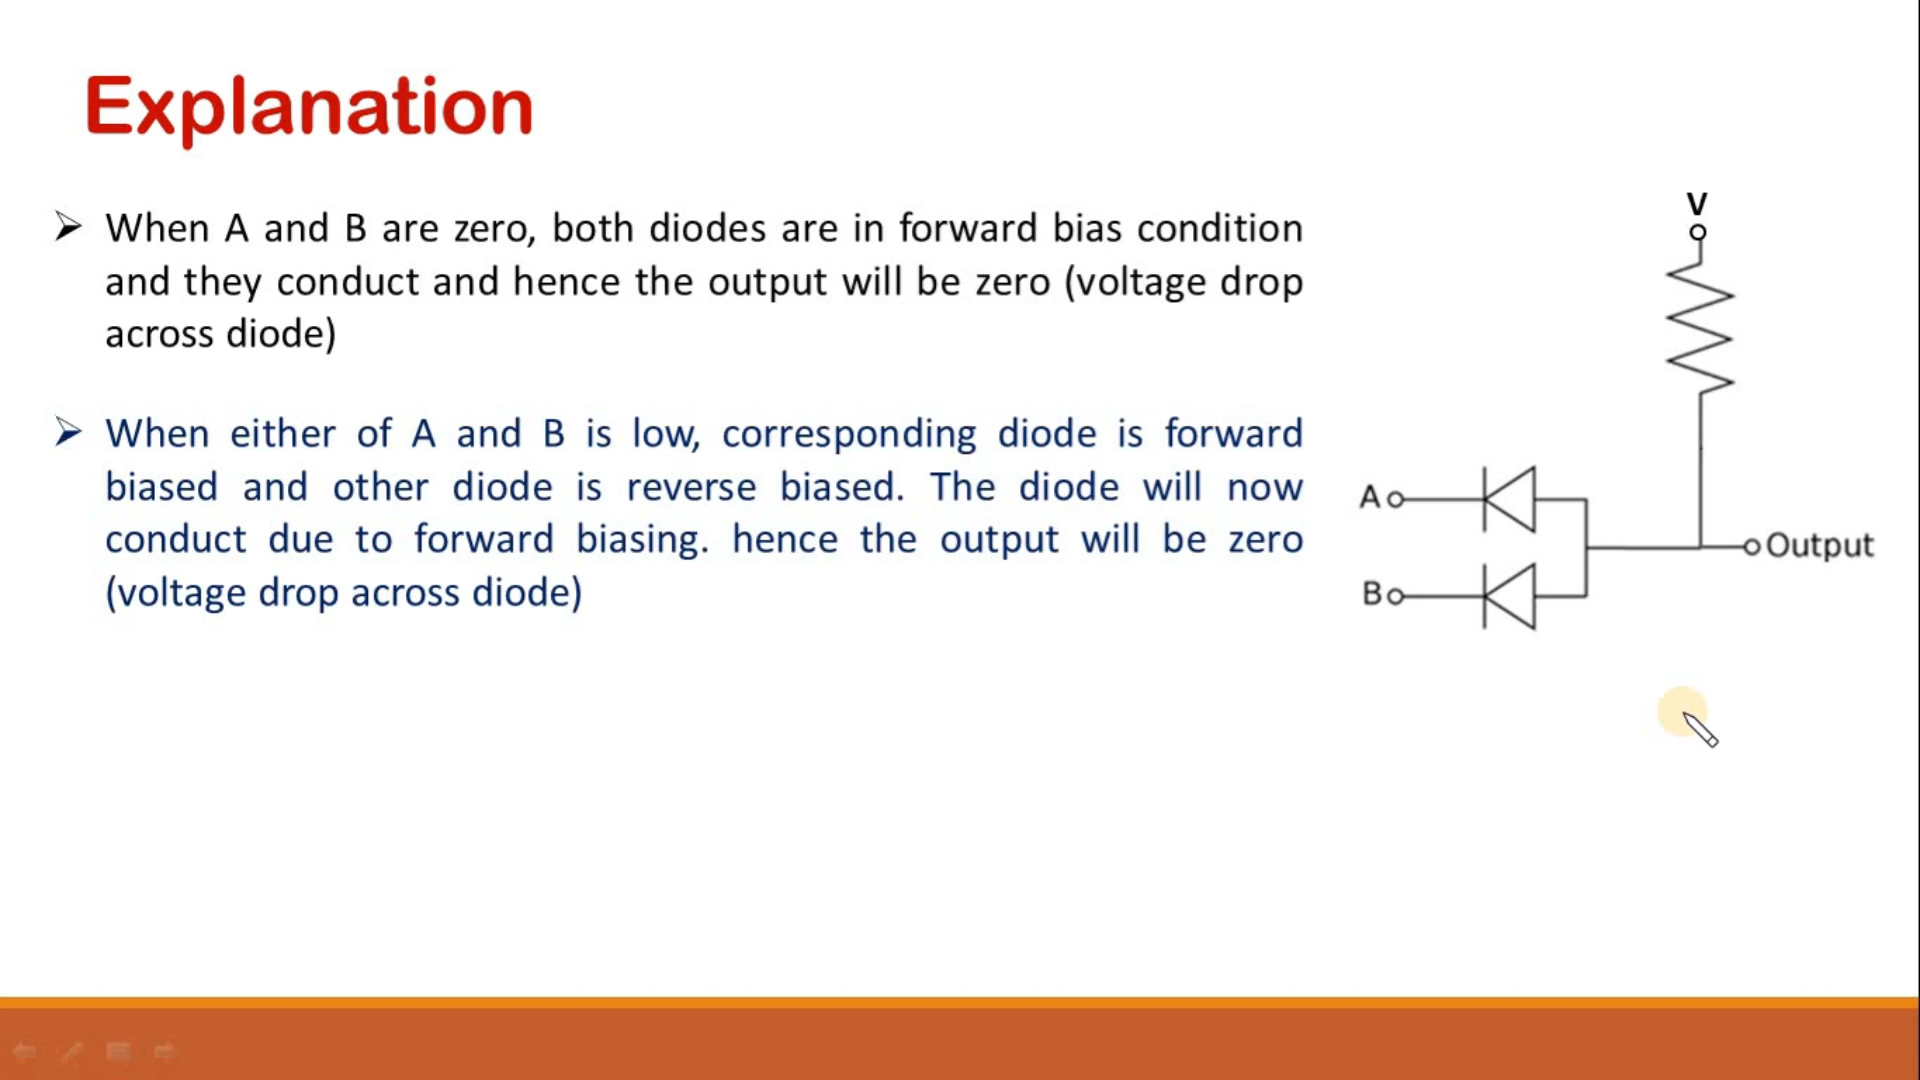 Explanation
When A and B are zero, both diodes are in forward bias condition
and they conduct and hence the output will be zero (voltage drop
across diode)
When either of A and B is low, corresponding diode is forward
biased and other diode is reverse biased. The diode will now
conduct due to forward biasing. hence the output will be zero
(voltage drop across diode)
V
A
Output
B